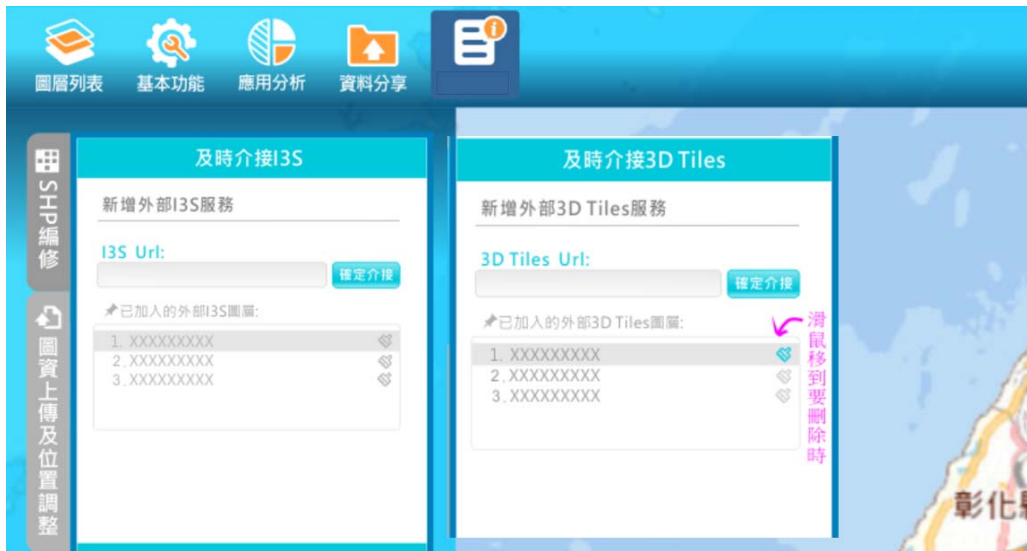 圖層列表
基本功能
應用分析
資料分享
SHP編修
圖資上傳及位置調整
及時介接I3S
新增外部I3S服務
I3S Url:
確定介接
已加入的外部I3S圖層:
1. XXXXXXXXX
2.XXXXXXXXX
3.XXXXXXXXX
及時介接3D Tiles
新增外部3D Tiles服務
3D Tiles Url:
確定介接
已加入的外部3D Tiles圖層:
1. XXXXXXXXX
2.XXXXXXXXX
3.XXXXXXXXX
滑鼠移到要刪除時
彰化